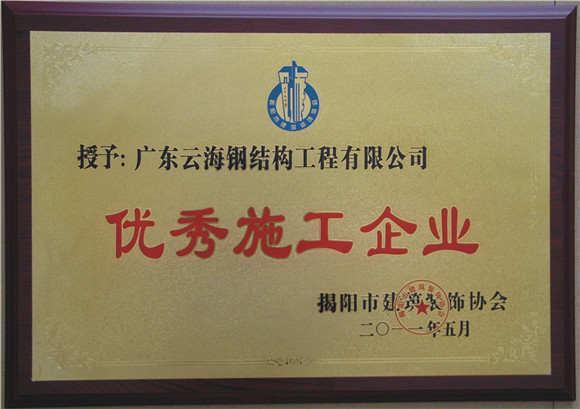 授予:广东云海钢结构工程有限公司
优秀施工企业
揭阳市建筑装饰协会
二〇一一年五月